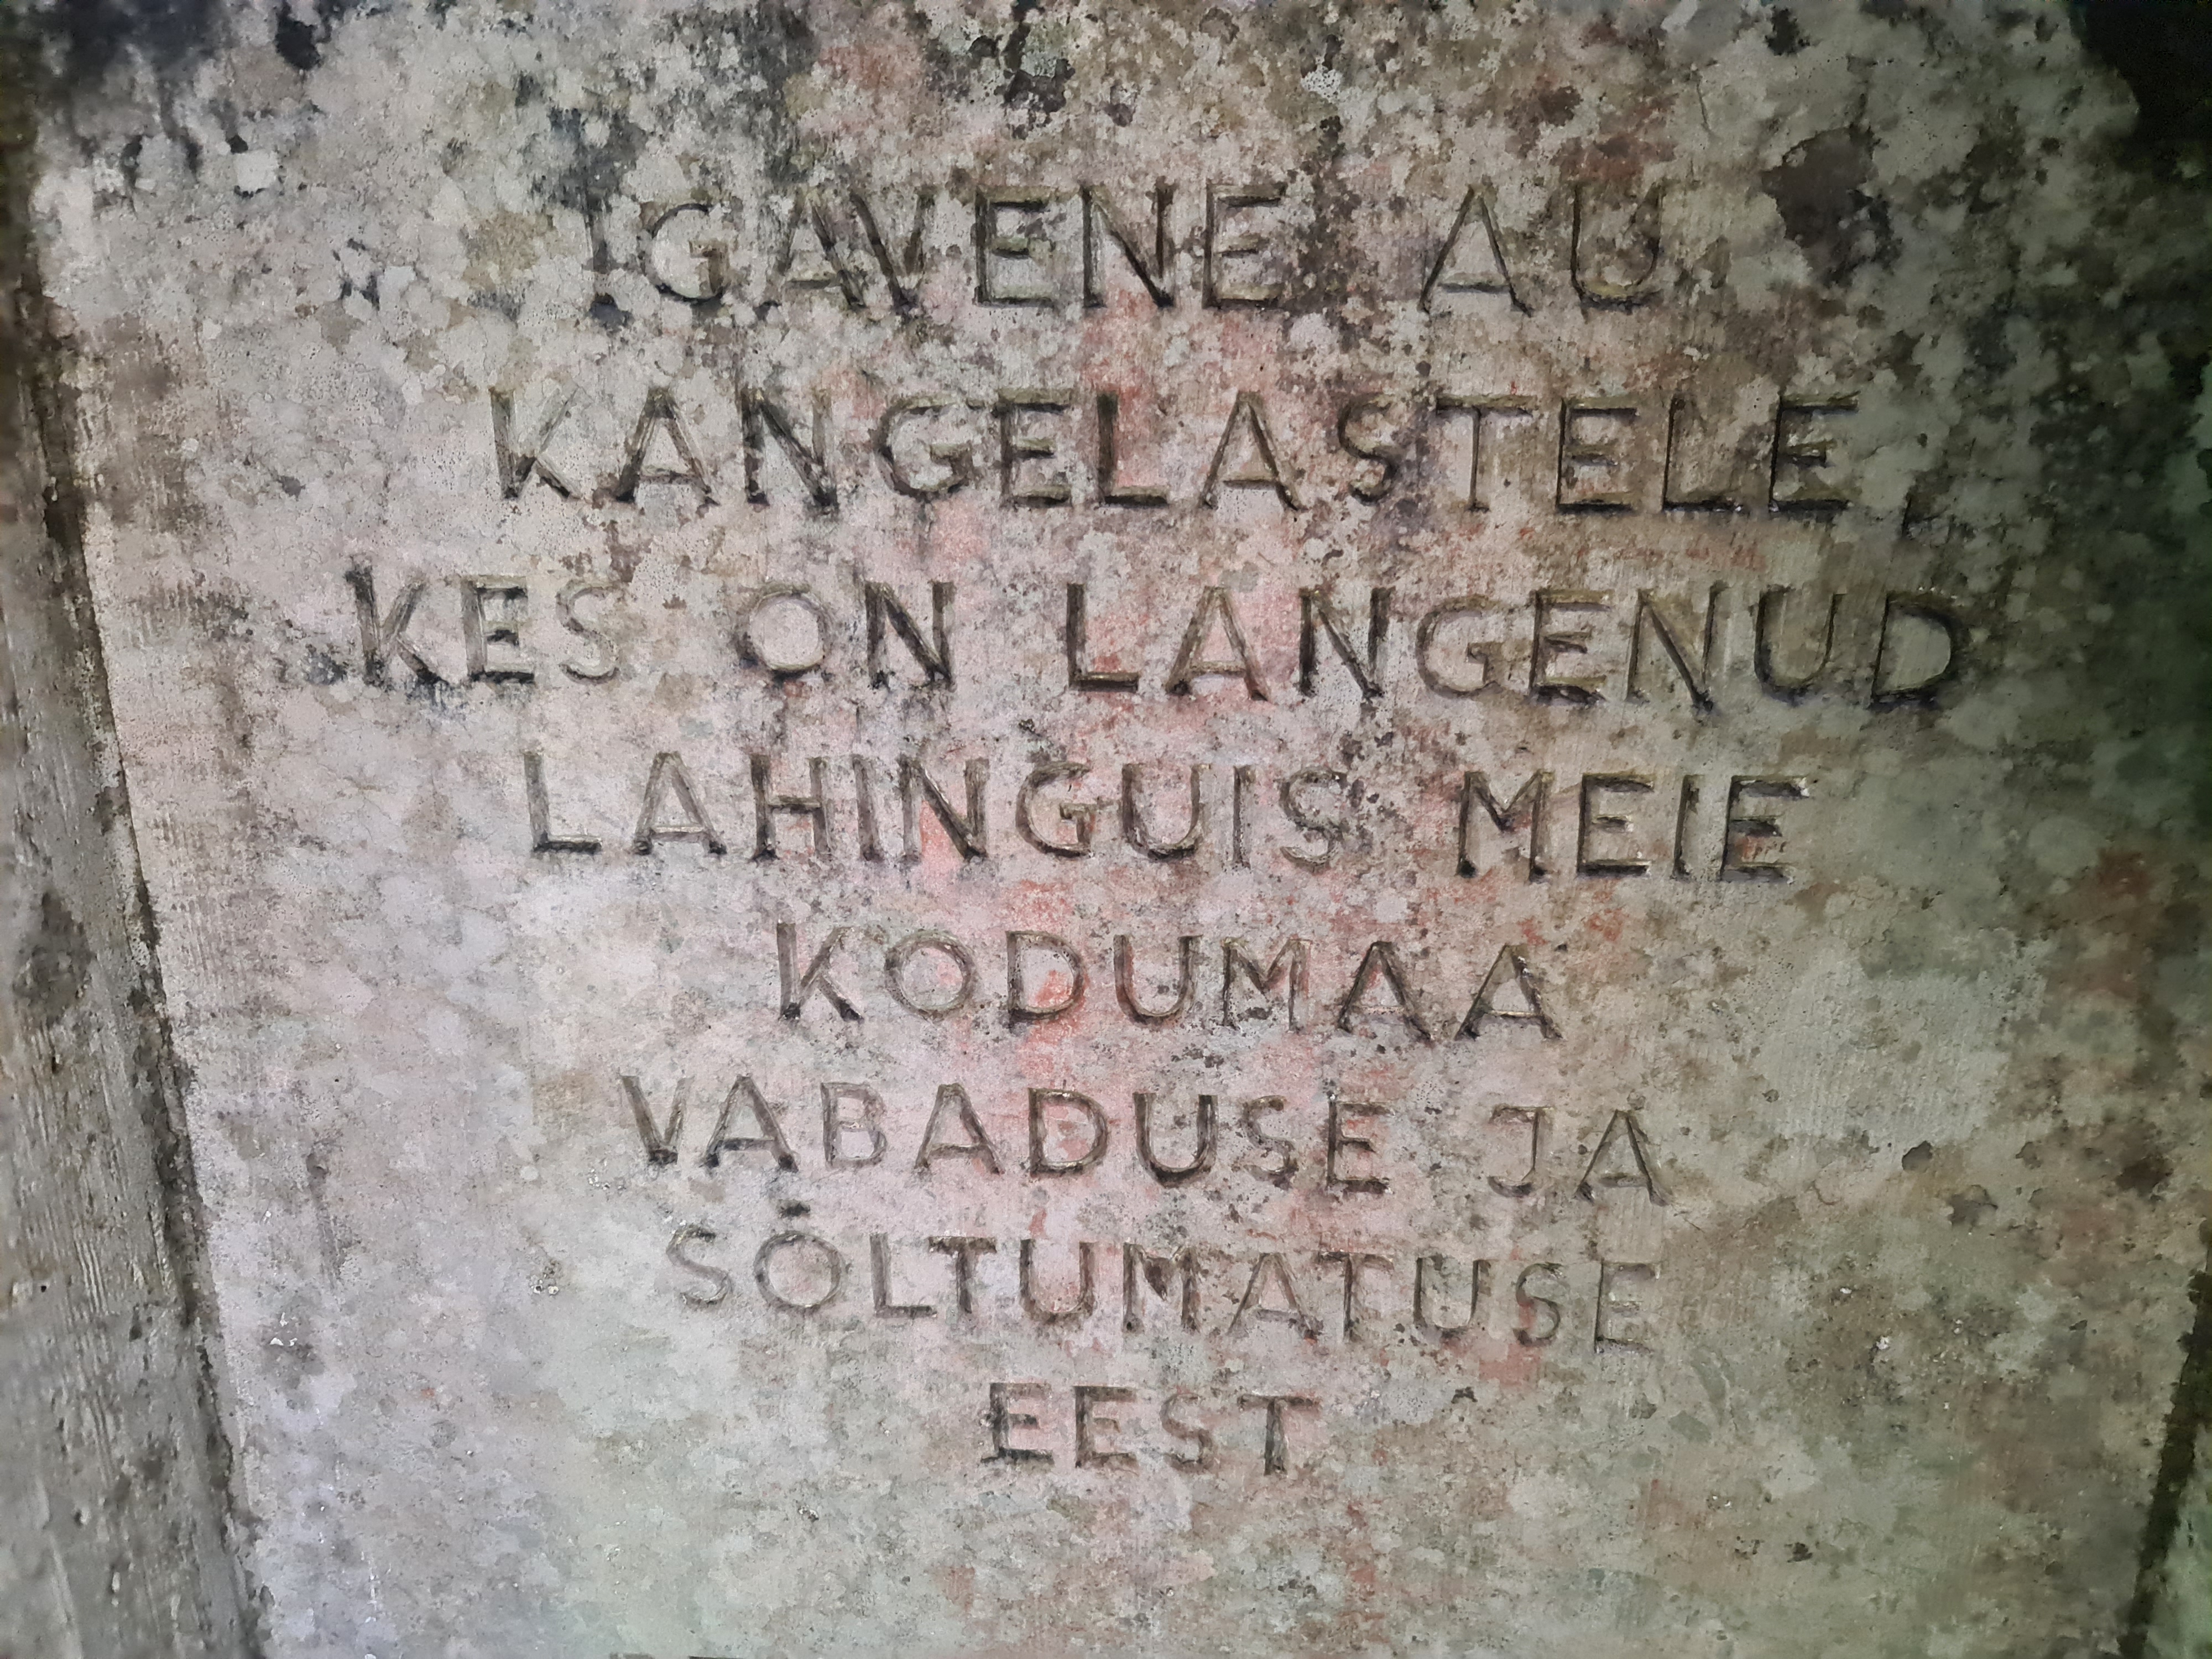 IGAVENE AU
KANGELASTELE,
KES ON LANGENUD
LAHINGUIS MEIE
KODUMAA
VABADUSE JA
SÕLTUMATUSE
EEST